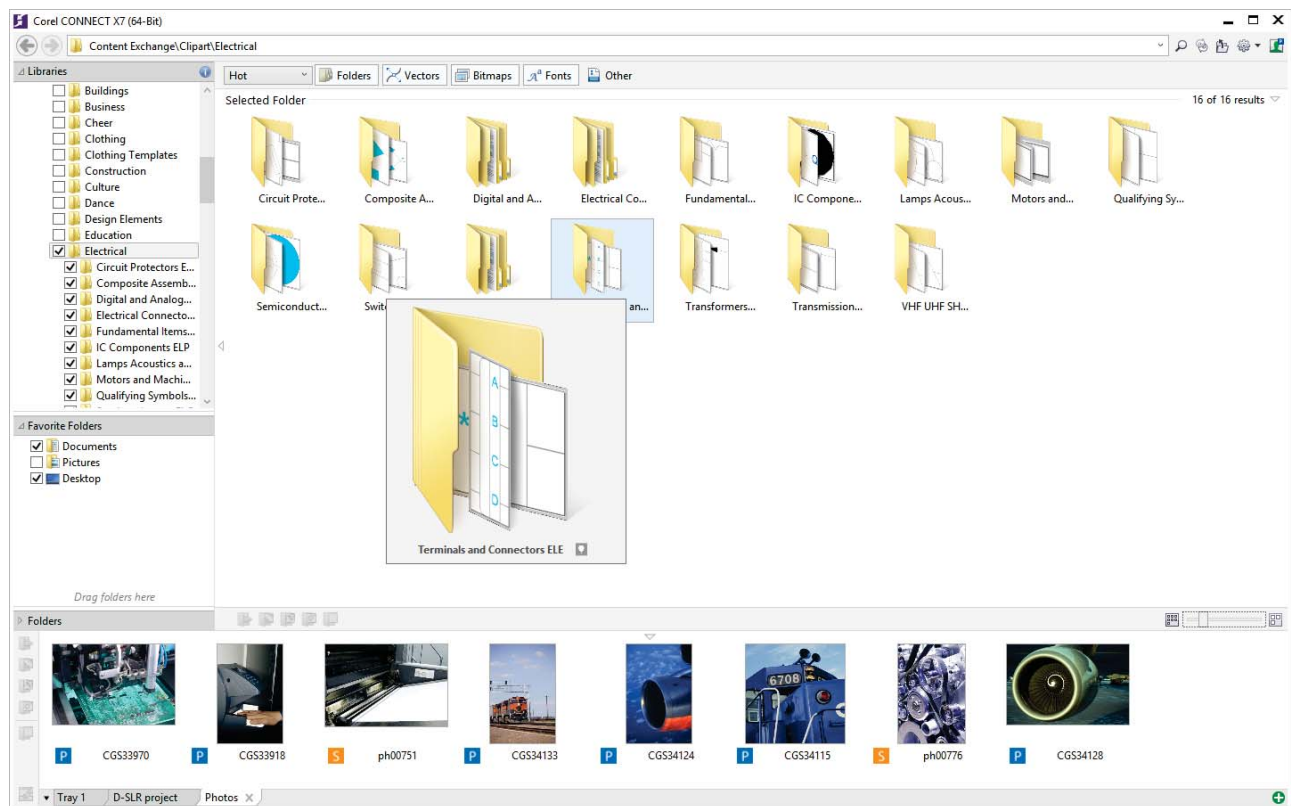 Corel CONNECT X7 (64-Bit)
Content Exchange\Clipart\Electrical
Libraries
Hot
Folders
Vectors
Bitmaps
Fonts
Other
Buildings
Business
Cheer
Clothing
Clothing Templates
Construction
Culture
Dance
Design Elements
Education
Electrical
Circuit Protectors E...
Composite Assemb...
Digital and Analog...
Electrical Connecto...
Fundamental Items...
IC Components ELP
Lamps Acoustics a...
Motors and Machi...
Qualifying Symbols...
Selected Folder
16 of 16 results
Circuit Prote...
Composite A...
Digital and A...
Electrical Co...
Fundamental...
IC Compone...
Lamps Acous...
Motors and...
Qualifying Sy...
Semiconduct...
Swit
an...
Transformers...
Transmission...
VHF UHF SH...
A
B
C
D
Terminals and Connectors ELE
Favorite Folders
Documents
Pictures
Desktop
Drag folders here
Folders
6708
P CGS33970
P CGS33918
S ph00751
P CGS34133
P CGS34124
P CGS34115
S ph00776
P CGS34128
Tray 1
D-SLR project
Photos